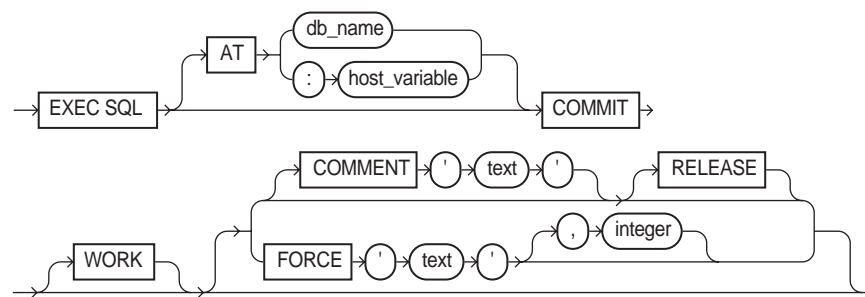 db_name
AT
: host_variable
EXEC SQL COMMIT
COMMENT ' text ' RELEASE
, integer
WORK FORCE ' text '